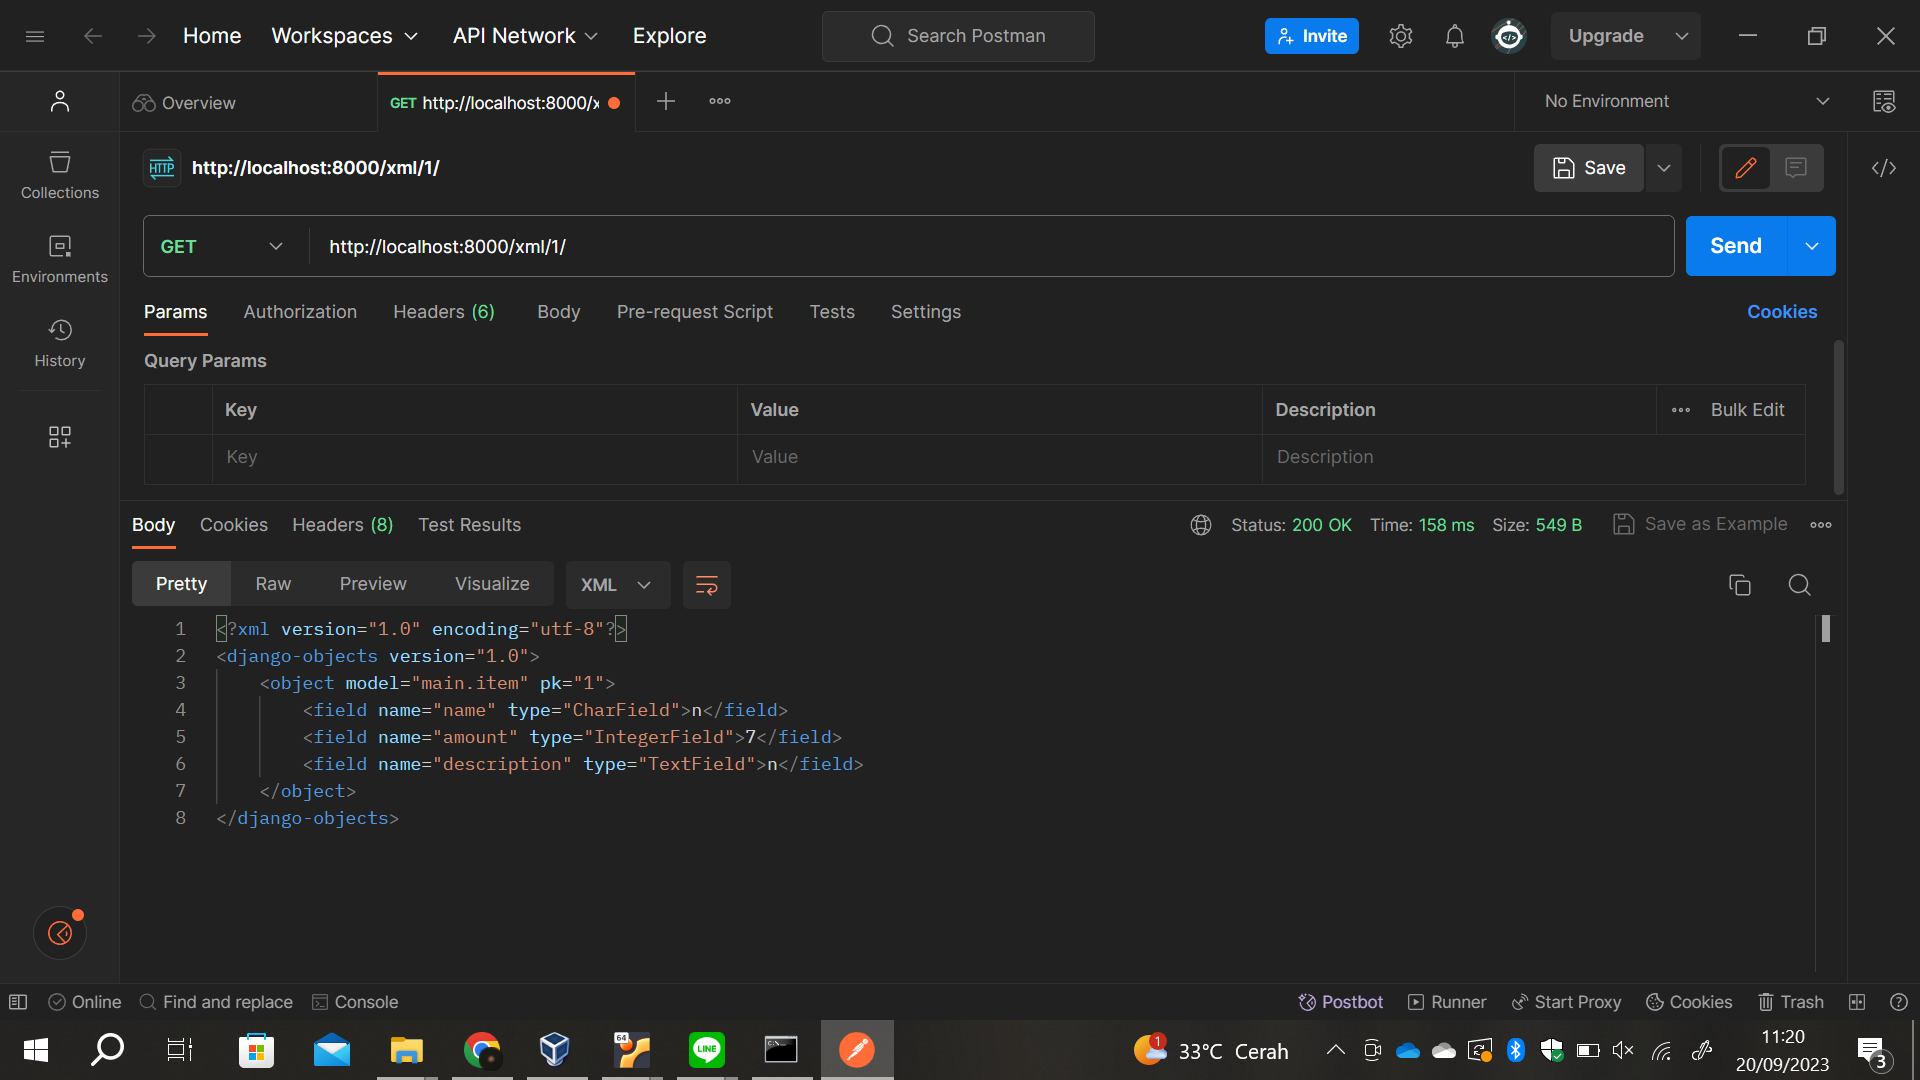 Home Workspaces API Network Explore Search Postman Invite Upgrade
Overview GET http://localhost:8000/x No Environment
HTTP http://localhost:8000/xml/1/ Save
Collections
GET http://localhost:8000/xml/1/ Send
Environments
Params Authorization Headers (6) Body Pre-request Script Tests Settings Cookies
History
Query Params
Key Value Description Bulk Edit
Key Value Description
Body Cookies Headers (8) Test Results Status: 200 OK Time: 158 ms Size: 549 B Save as Example
Pretty Raw Preview Visualize XML
1 <?xml version="1.0" encoding="utf-8"?>
2 <django-objects version="1.0">
3 <object model="main.item" pk="1">
4 <field name="name" type="CharField">n</field>
5 <field name="amount" type="IntegerField">7</field>
6 <field name="description" type="TextField">n</field>
7 </object>
8 </django-objects>
Online Find and replace Console Postbot Runner Start Proxy Cookies Trash
64 LINE 1 33°C Cerah 11:20
20/09/2023 3